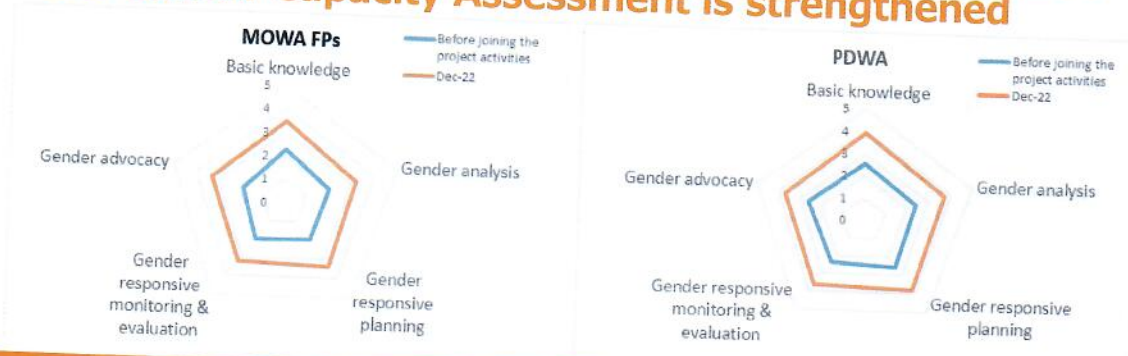 Capacity Assessment is strengthened
MOWA FPs
Before joining the
project activities
Dec-22
Basic knowledge
5
4
3
2
1
0
Gender advocacy
Gender analysis
Gender
responsive
monitoring &
evaluation
Gender
responsive
planning
PDWA
Before joining the
project activities
Dec-22
Basic knowledge
5
4
3
2
1
0
Gender advocacy
Gender analysis
Gender responsive
monitoring &
evaluation
Gender responsive
planning